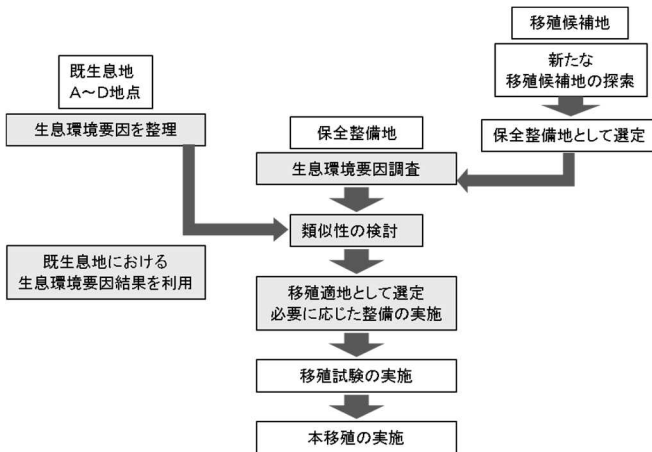 既生息地
A～D地点
生息環境要因を整理
既生息地における
生息環境要因結果を利用
保全整備地
生息環境要因調査
類似性の検討
移殖適地として選定
必要に応じた整備の実施
移殖試験の実施
本移殖の実施
移殖候補地
新たな
移殖候補地の探索
保全整備地として選定